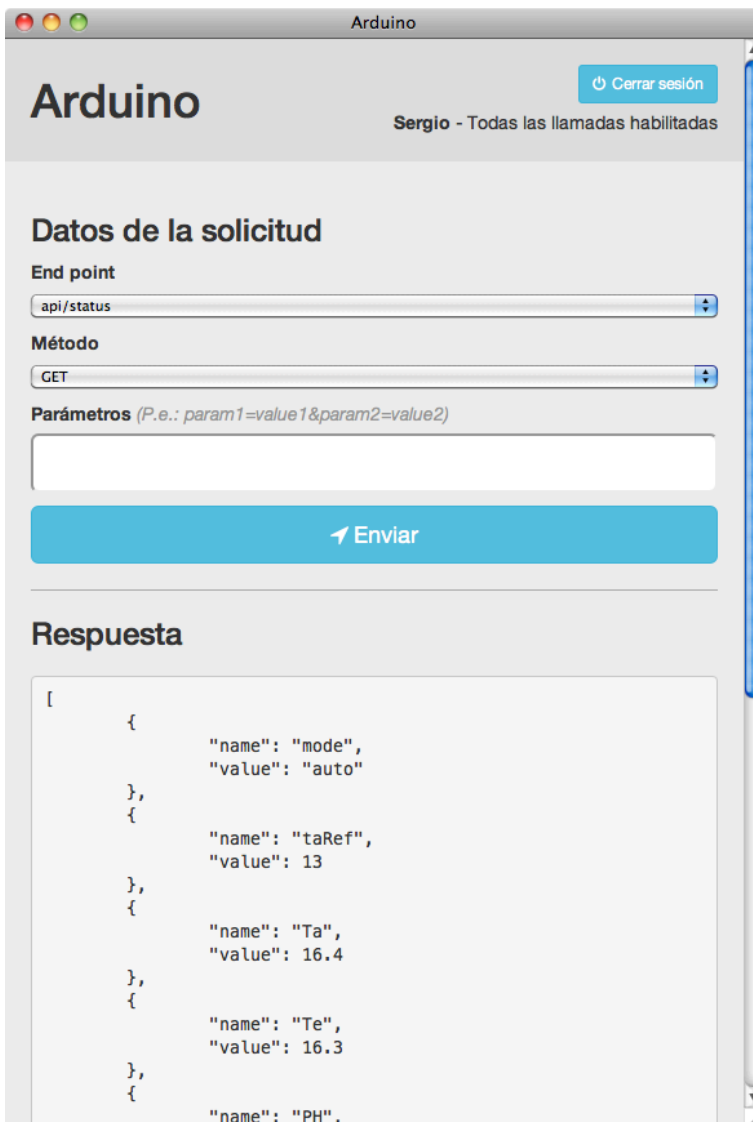 Arduino
Arduino
Cerrar sesión
Sergio - Todas las llamadas habilitadas
Datos de la solicitud
End point
api/status
Método
GET
Parámetros (P.e.: param1=value1&param2=value2)
Enviar
Respuesta
[
{
"name": "mode",
"value": "auto"
},
{
"name": "taRef",
"value": 13
},
{
"name": "Ta",
"value": 16.4
},
{
"name": "Te",
"value": 16.3
},
{
"name": "PH",